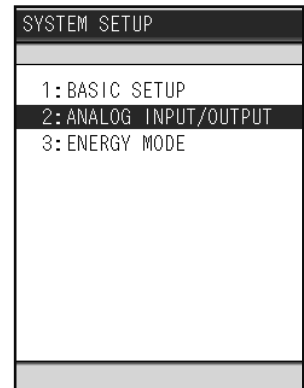 SYSTEM SETUP
1:BASIC SETUP
2:ANALOG INPUT/OUTPUT
3:ENERGY MODE